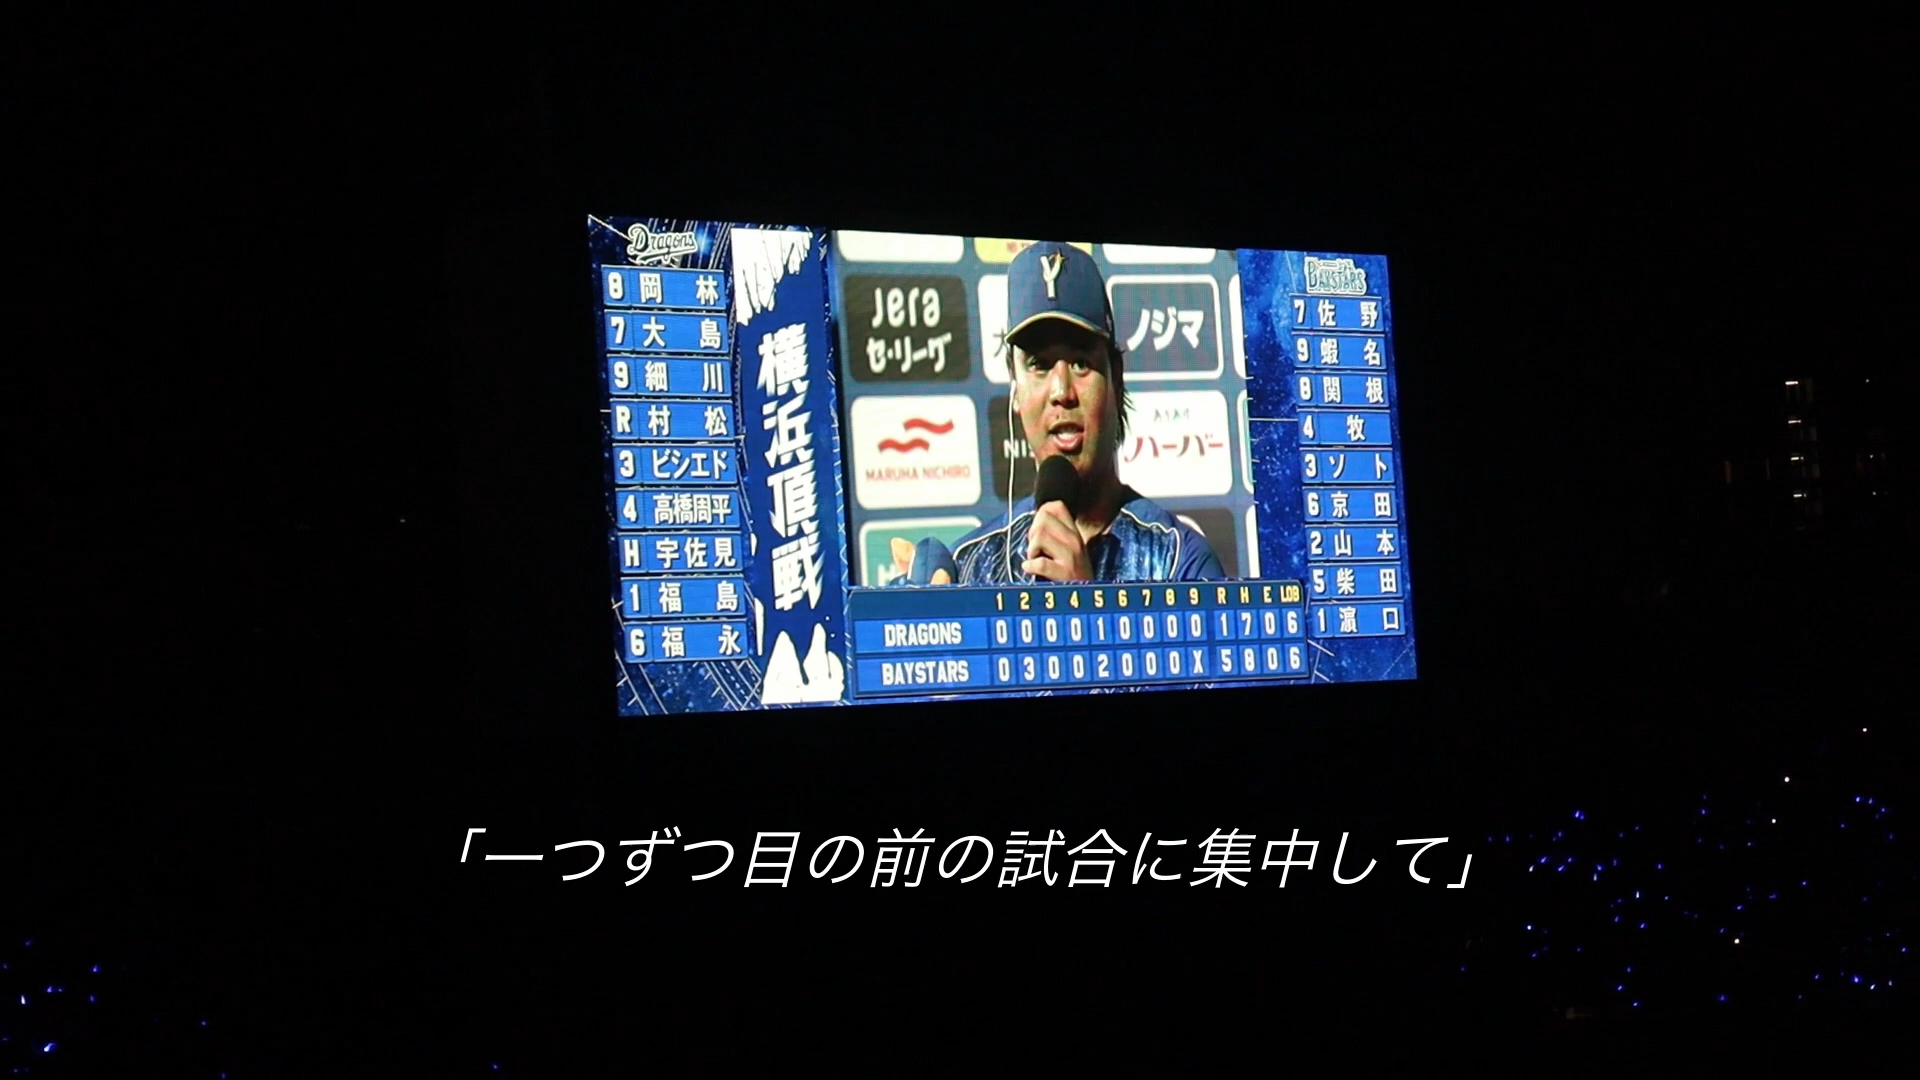 Dragons
8 岡林
7 大島
9 細川
R 村松
3 ビシエド
4 高橋周平
H 宇佐見
1 福島
6 福永
横浜頂戦
Y
Jera
セ・リーグ
ノジマ
MARUHA NICHIRO
NIS
ありあけ
ハーバー
BAYSTARS
7 佐野
9 蝦名
8 関根
4 牧
3 ソト
6 京田
2 山本
5 柴田
1 濵口
1 2 3 4 5 6 7 8 9 R H E LOB
DRAGONS 0 0 0 0 1 0 0 0 0 1 7 0 6
BAYSTARS 0 3 0 0 2 0 0 0 X 5 8 0 6
「一つずつ目の前の試合に集中して」